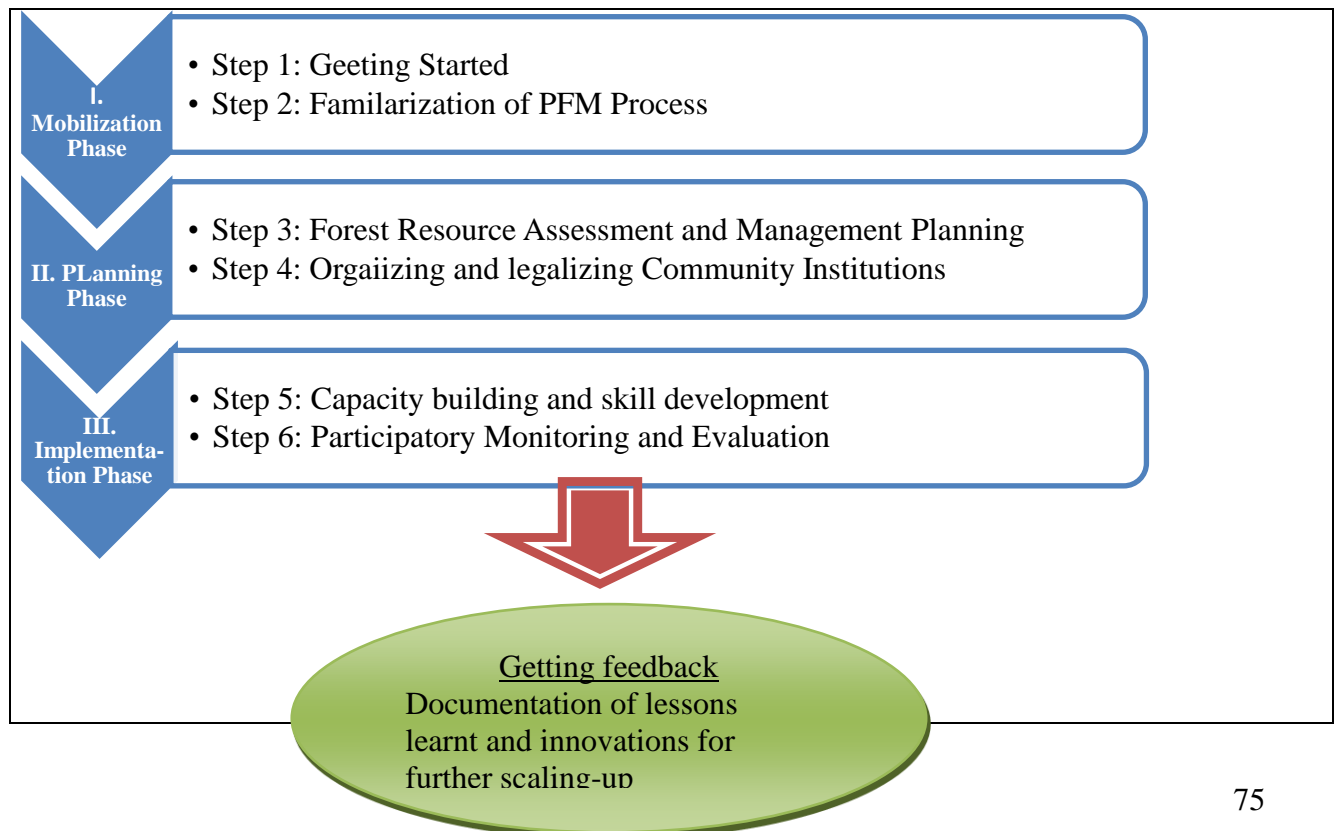 I.
Mobilization
Phase
• Step 1: Geeting Started
• Step 2: Familarization of PFM Process
II. PLanning
Phase
• Step 3: Forest Resource Assessment and Management Planning
• Step 4: Orgaiizing and legalizing Community Institutions
III.
Implementa-
tion Phase
• Step 5: Capacity building and skill development
• Step 6: Participatory Monitoring and Evaluation
Getting feedback
Documentation of lessons
learnt and innovations for
further scaling-up
75